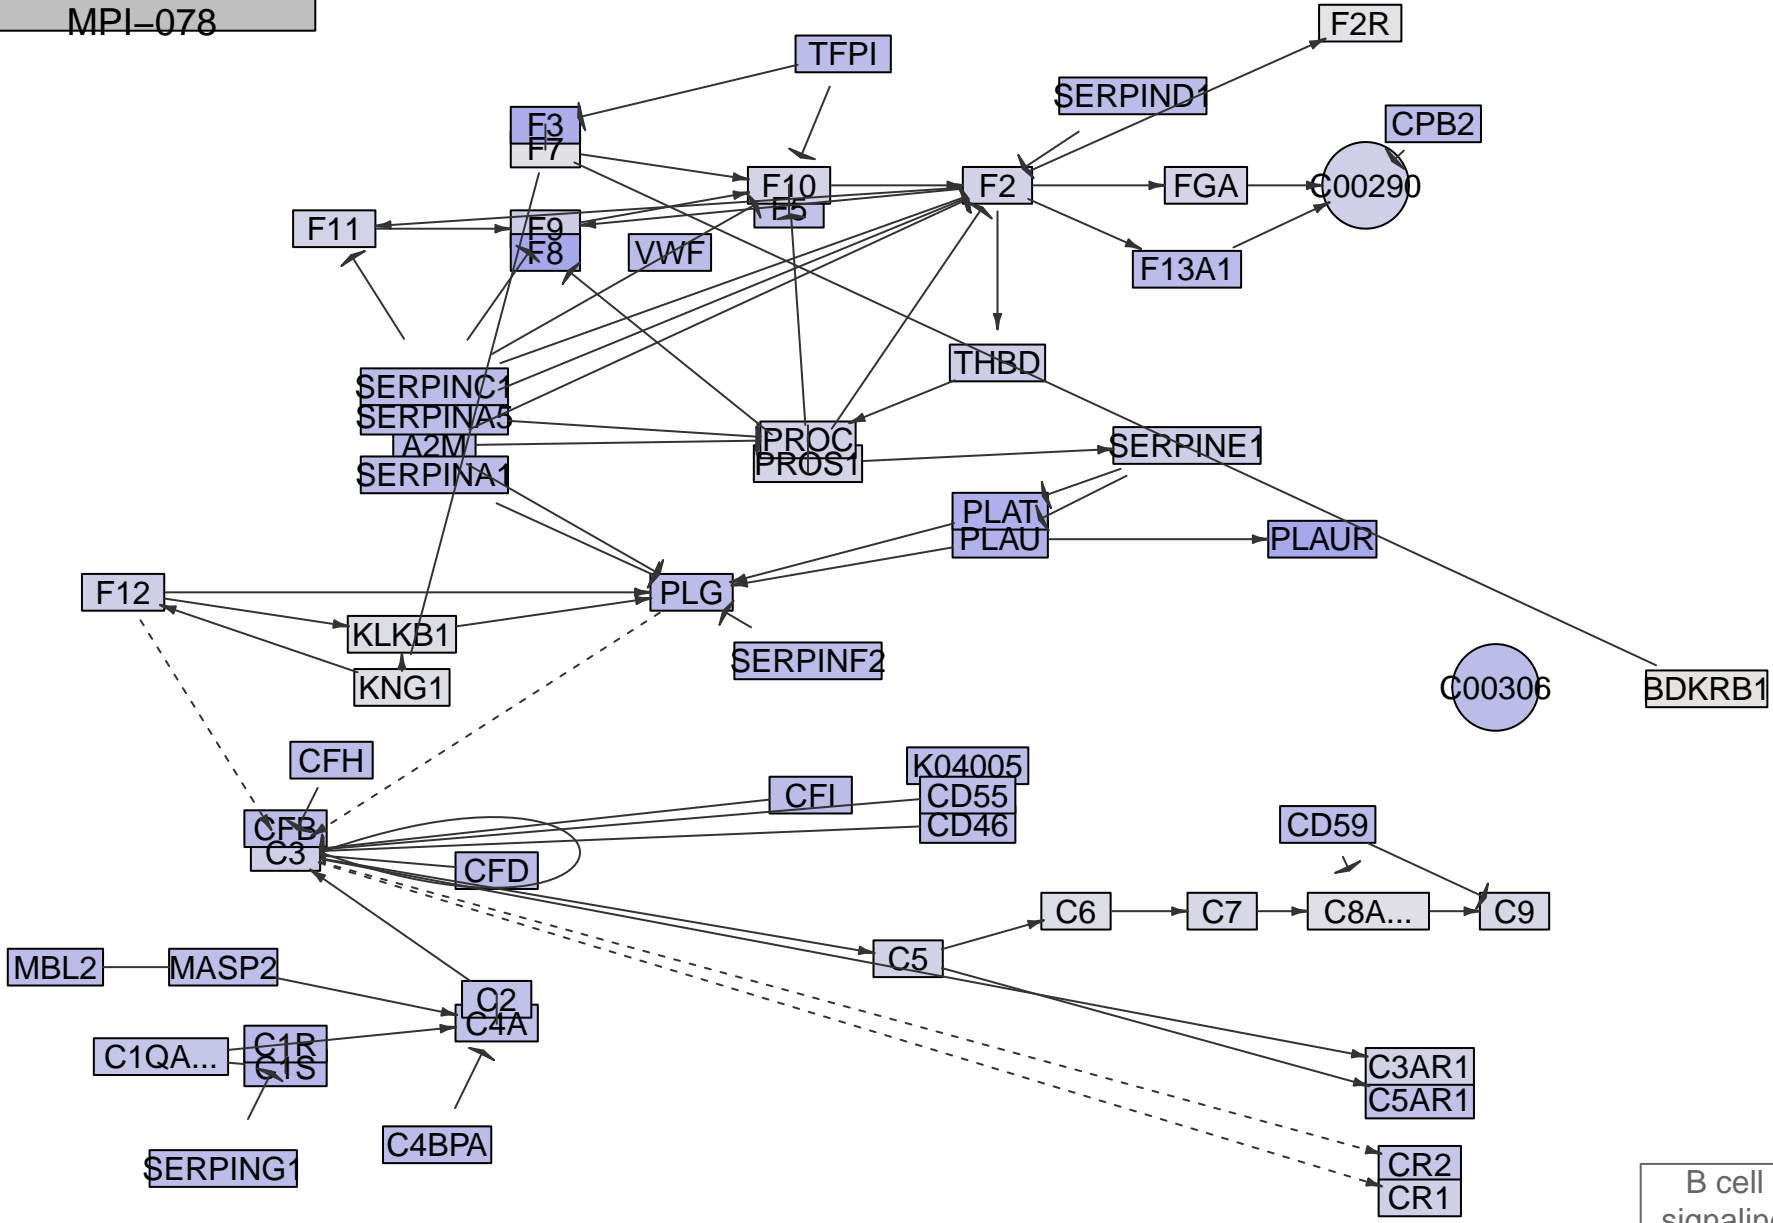 MPI–078
F2R
TFPI
SERPIND1
CPB2
F3
F7
F10
F5
F2
FGA
C00290
F11
F9
F8
VWF
F13A1
THBD
SERPINC1
SERPINA5
A2M
SERPINA1
PROC
PROS1
SERPINE1
PLAT
PLAU
PLAUR
F12
PLG
KLKB1
KNG1
SERPINF2
C00306
BDKRB1
CFH
K04005
CD55
CD46
CFI
CFB
C3
CFD
CD59
C6
C7
C8A...
C9
C5
MBL2
MASP2
C2
C4A
C1QA...
C1R
C1S
C3AR1
C5AR1
C4BPA
SERPING1
CR2
CR1
B cell
signaling